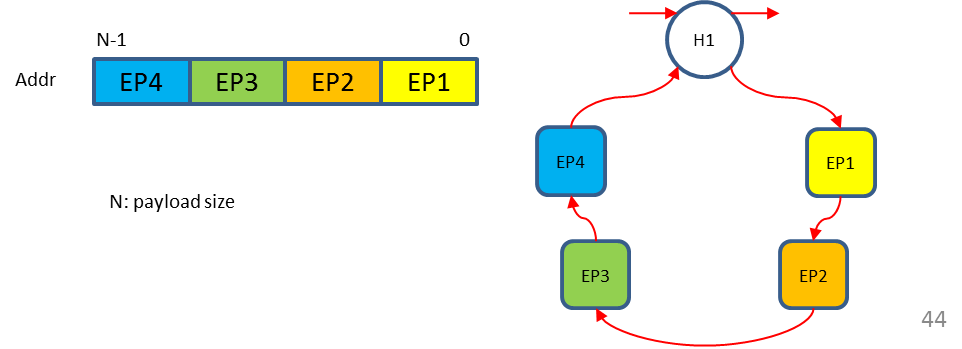 N-1 0
Addr EP4 EP3 EP2 EP1
N: payload size
H1
EP4 EP1
EP3 EP2
44